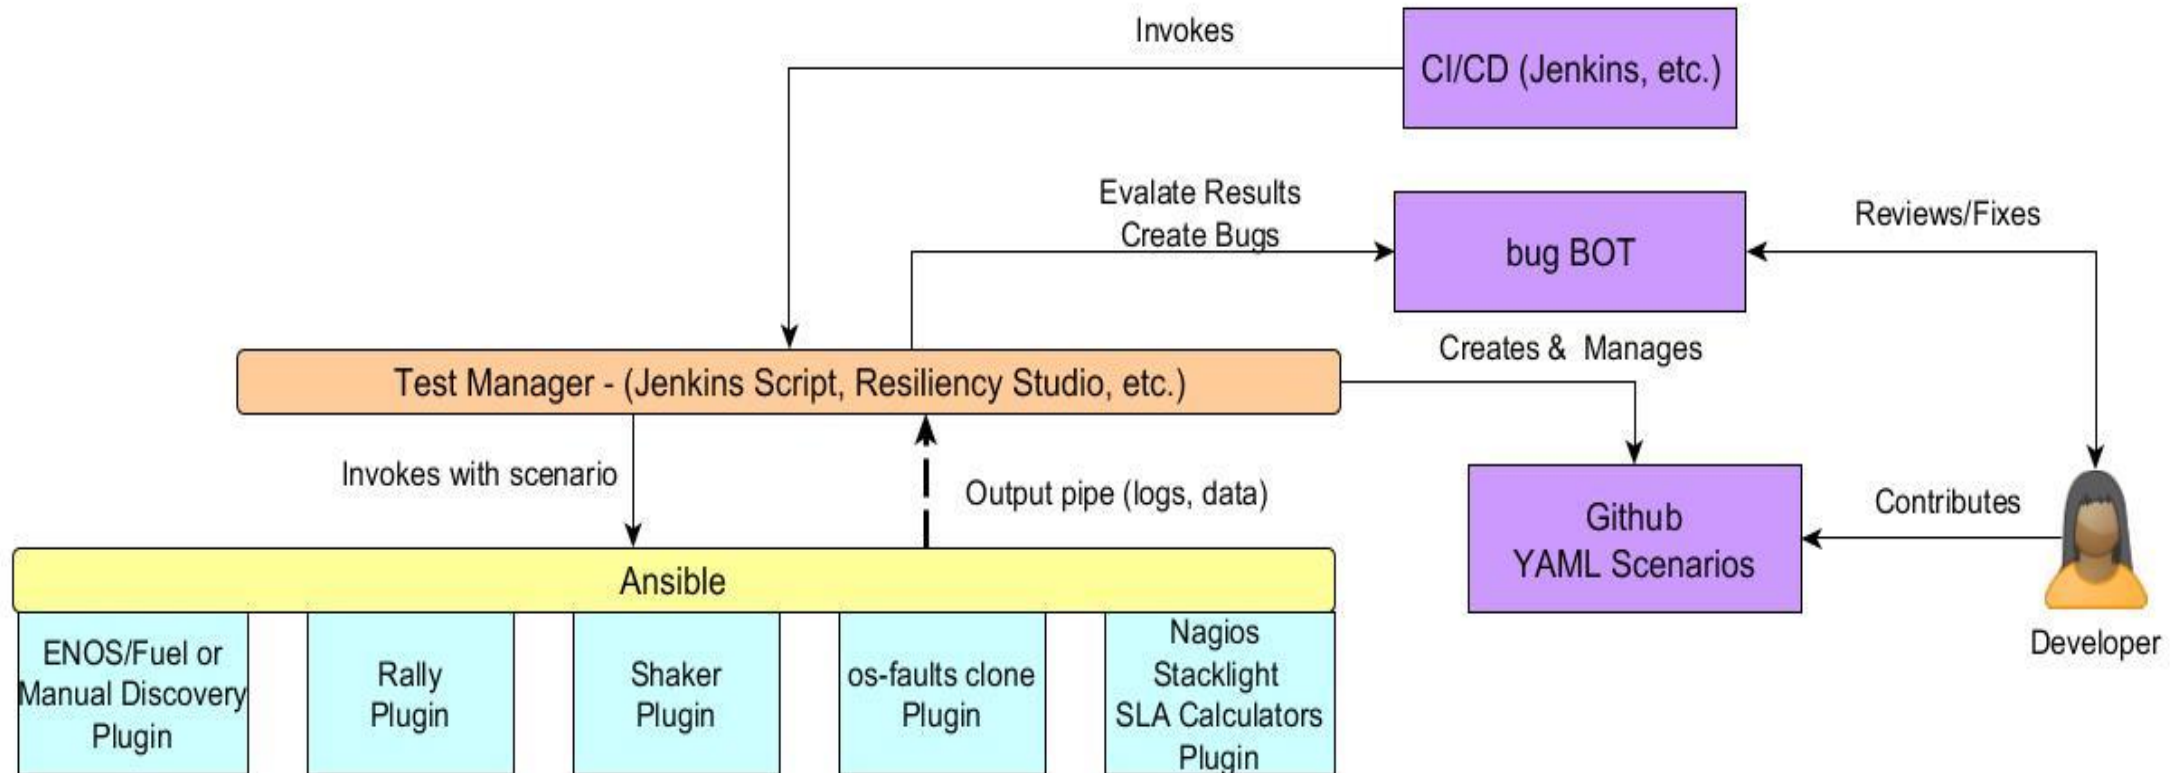 Invokes
CI/CD (Jenkins, etc.)
Evalate Results
Create Bugs
bug BOT
Reviews/Fixes
Creates &  Manages
Test Manager - (Jenkins Script, Resiliency Studio, etc.)
Invokes with scenario
Output pipe (logs, data)
Github
YAML Scenarios
Contributes
Developer
Ansible
ENOS/Fuel or
Manual Discovery
Plugin
Rally
Plugin
Shaker
Plugin
os-faults clone
Plugin
Nagios
Stacklight
SLA Calculators
Plugin